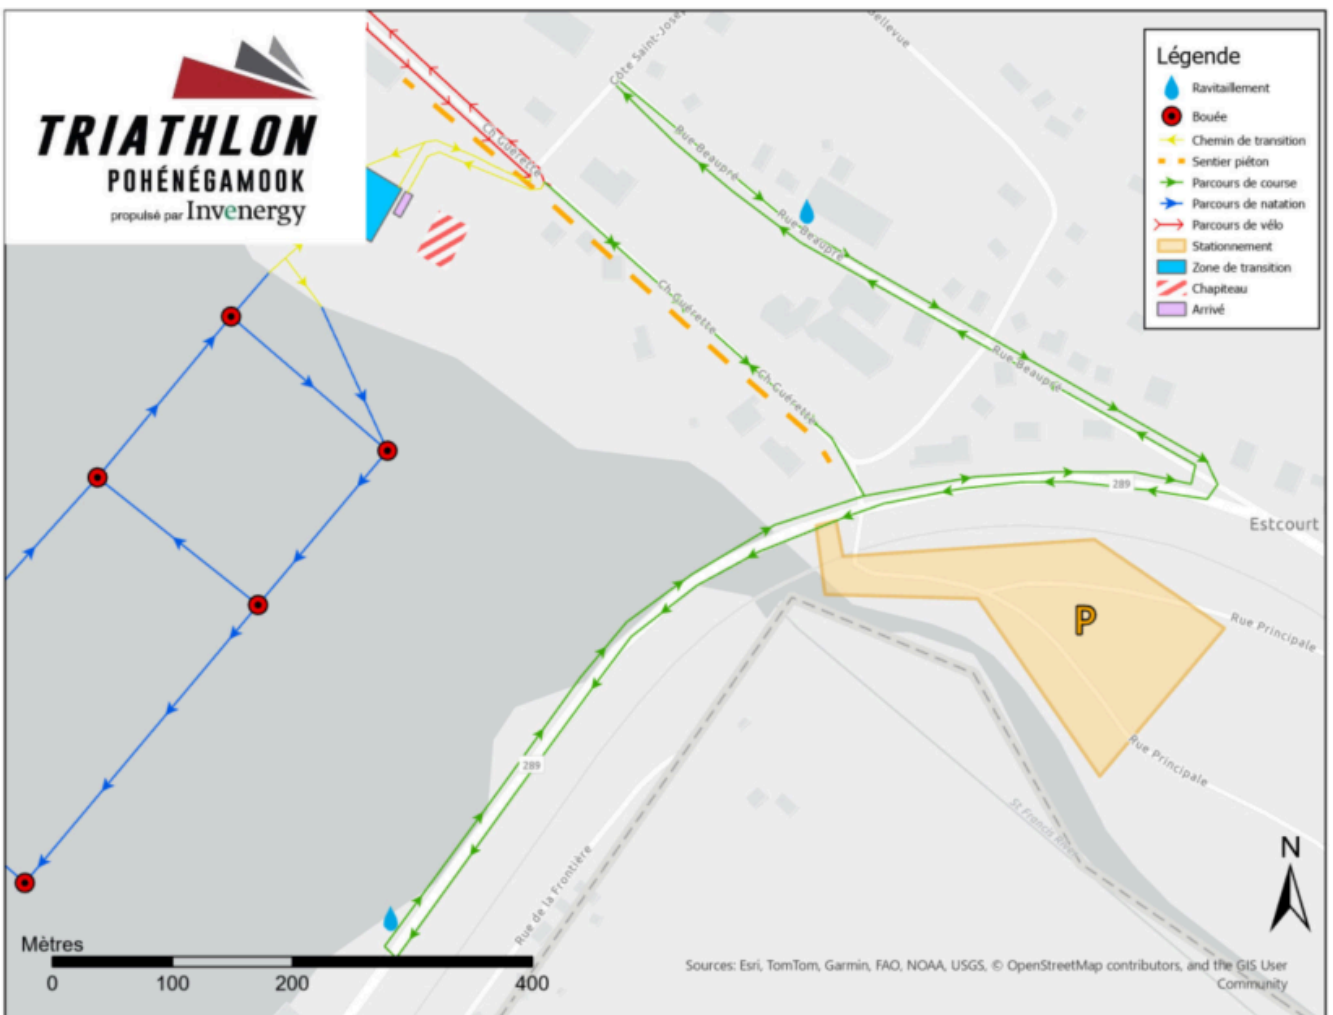 TRIATHLON
POHÉNÉGAMOOK
propulsé par Invenergy
Légende
Ravitaillement
Bouée
Chemin de transition
Sentier piéton
Parcours de course
Parcours de natation
Parcours de vélo
Stationnement
Zone de transition
Chapiteau
Arrivé
Côte Saint-Josep
Bellevue
Ch Guérette
Rue Beaupré
Rue Beaupré
Ch Guérette
Rue Beaupré
Ch Guérette
289
Estcourt
P
Rue Principale
Rue Principale
289
St Francis Rive
Rue de la Frontière
N
Mètres
0 100 200 400
Sources: Esri, TomTom, Garmin, FAO, NOAA, USGS, © OpenStreetMap contributors, and the GIS User
Community